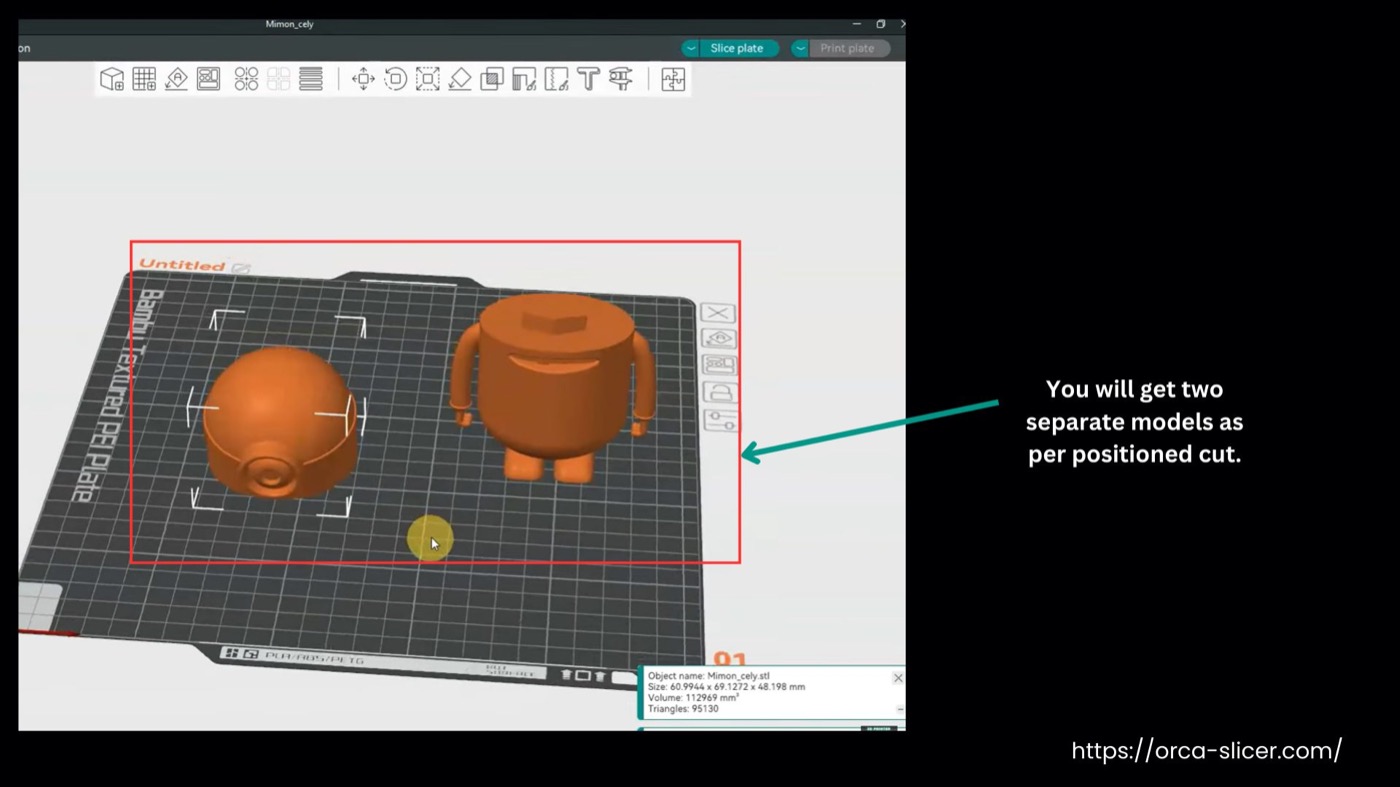 Mimon_cely
on
Slice plate
Print plate
Untitled
Bambu Textured PEI Plate
You will get two
separate models as
per positioned cut.
PLA/ABS/PETG
01
Object name: Mimon_cely.stl
Size: 60.9944 x 69.1272 x 48.198 mm
Volume: 112969 mm³
Triangles: 95130
https://orca-slicer.com/